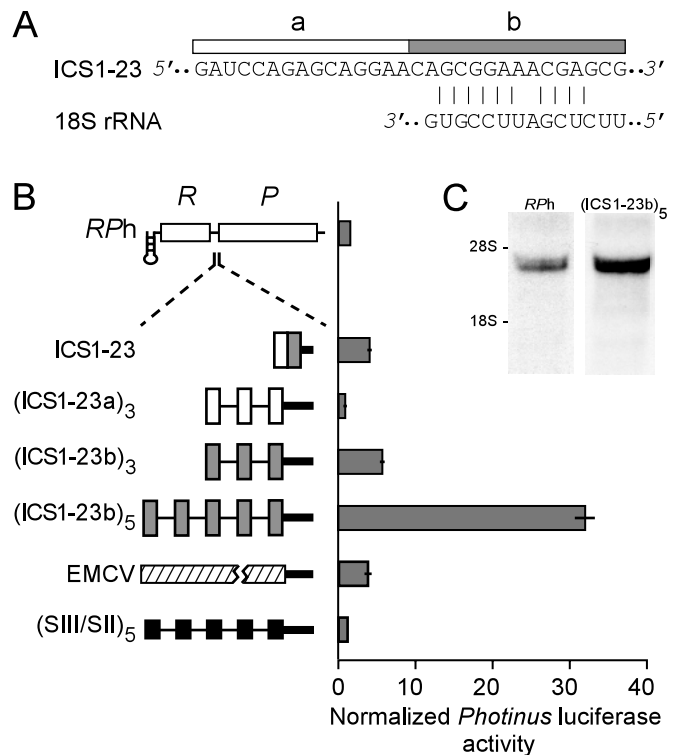 A
a b
ICS1-23 5′··GAUCCAGAGCAGGAACAGCGGAAACGAGCG··3′
18S rRNA 3′··GUGCCUUAGCUCUU··5′
B
R P
RPh
ICS1-23
(ICS1-23a)3
(ICS1-23b)3
(ICS1-23b)5
EMCV
(SIII/SII)5
0 10 20 30 40
Normalized Photinus luciferase
activity
C
RPh (ICS1-23b)5
28S
18S